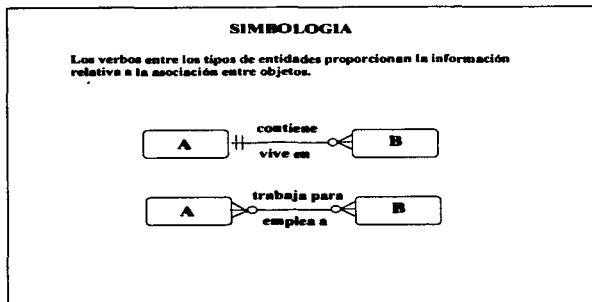 SIMBOLOGIA
Los verbos entre los tipos de entidades proporcionan la información
relativa a la asociación entre objetos.
contiene
A B
vive en
trabaja para
A B
emplea a